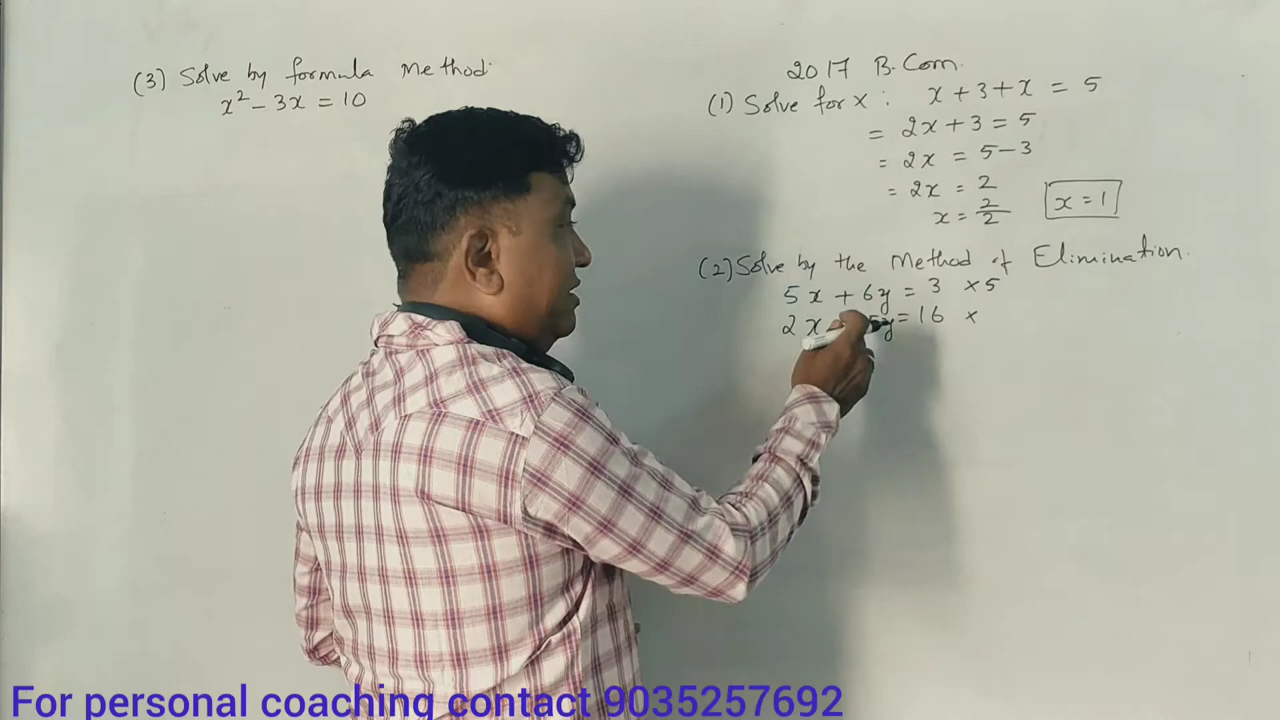 (3) Solve by formula Method
x² - 3x = 10
2017 B.Com.
(1) Solve for x : x + 3 + x = 5
= 2x + 3 = 5
= 2x = 5 - 3
= 2x = 2
x = 2/2 x = 1
(2) Solve by the Method of Elimination.
5x + 6y = 3 ×5
2x 5y = 16 ×
For personal coaching contact 9035257692